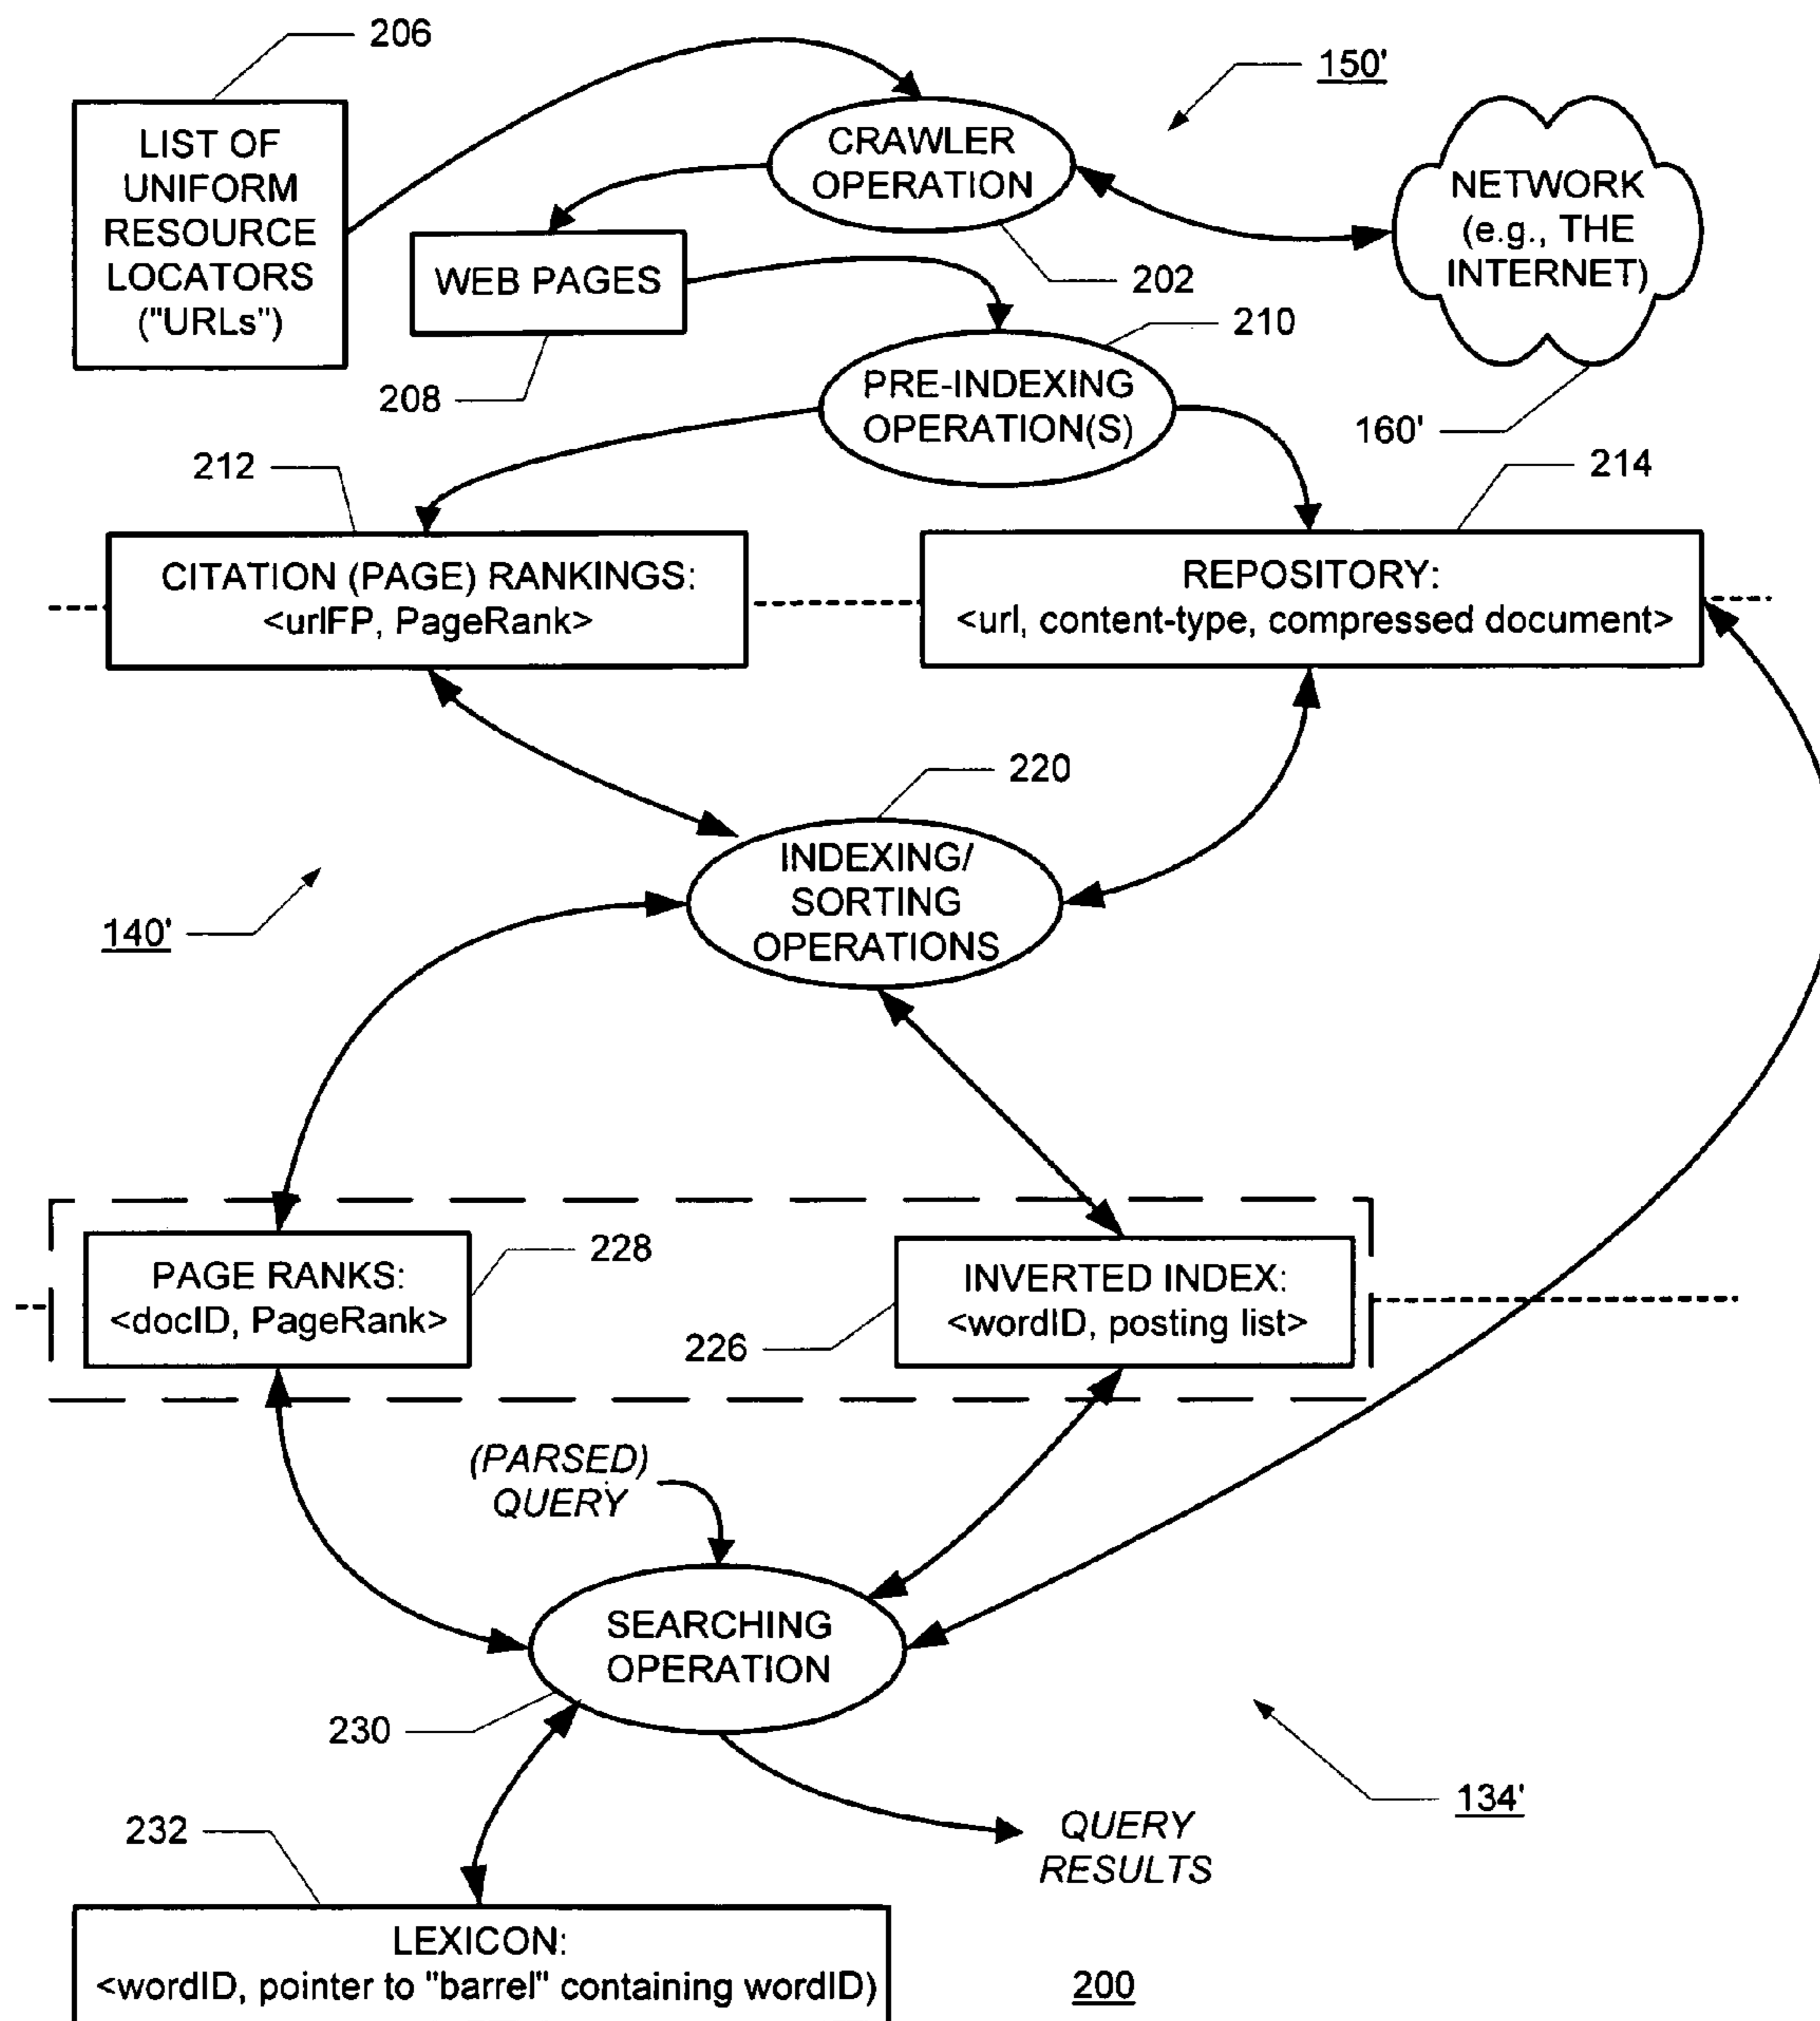 206
150'
LIST OF
UNIFORM
RESOURCE
LOCATORS
("URLs")
CRAWLER
OPERATION
NETWORK
(e.g., THE
INTERNET)
WEB PAGES
202
210
208
PRE-INDEXING
OPERATION(S)
160'
212
214
CITATION (PAGE) RANKINGS:
<urlFP, PageRank>
REPOSITORY:
<url, content-type, compressed document>
220
INDEXING/
SORTING
OPERATIONS
140'
PAGE RANKS:
<docID, PageRank>
228
INVERTED INDEX:
<wordID, posting list>
226
(PARSED)
QUERY
SEARCHING
OPERATION
230
134'
232
QUERY
RESULTS
LEXICON:
<wordID, pointer to "barrel" containing wordID)
200